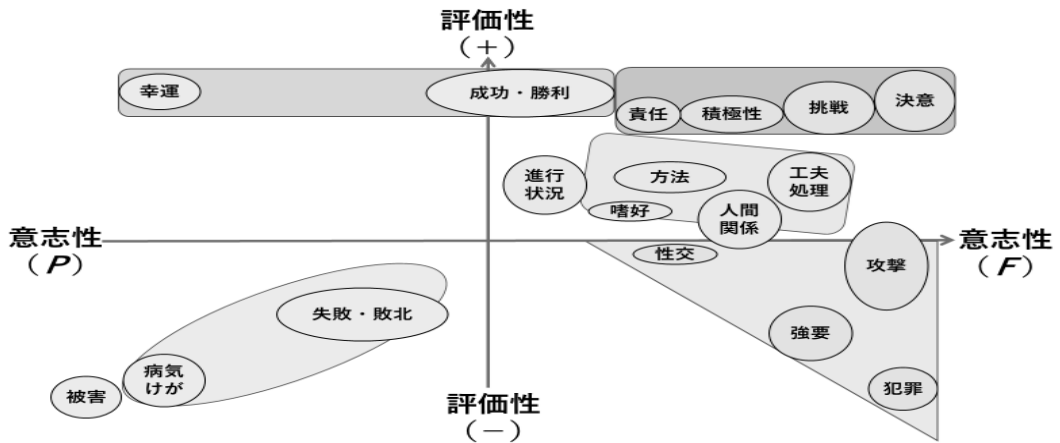 評価性
(+)
幸運
成功・勝利
責任
積極性
挑戦
決意
進行
状況
方法
嗜好
人間
関係
工夫
処理
意志性
(P)
意志性
(F)
性交
攻撃
失敗・敗北
強要
病気
けが
被害
犯罪
評価性
(−)